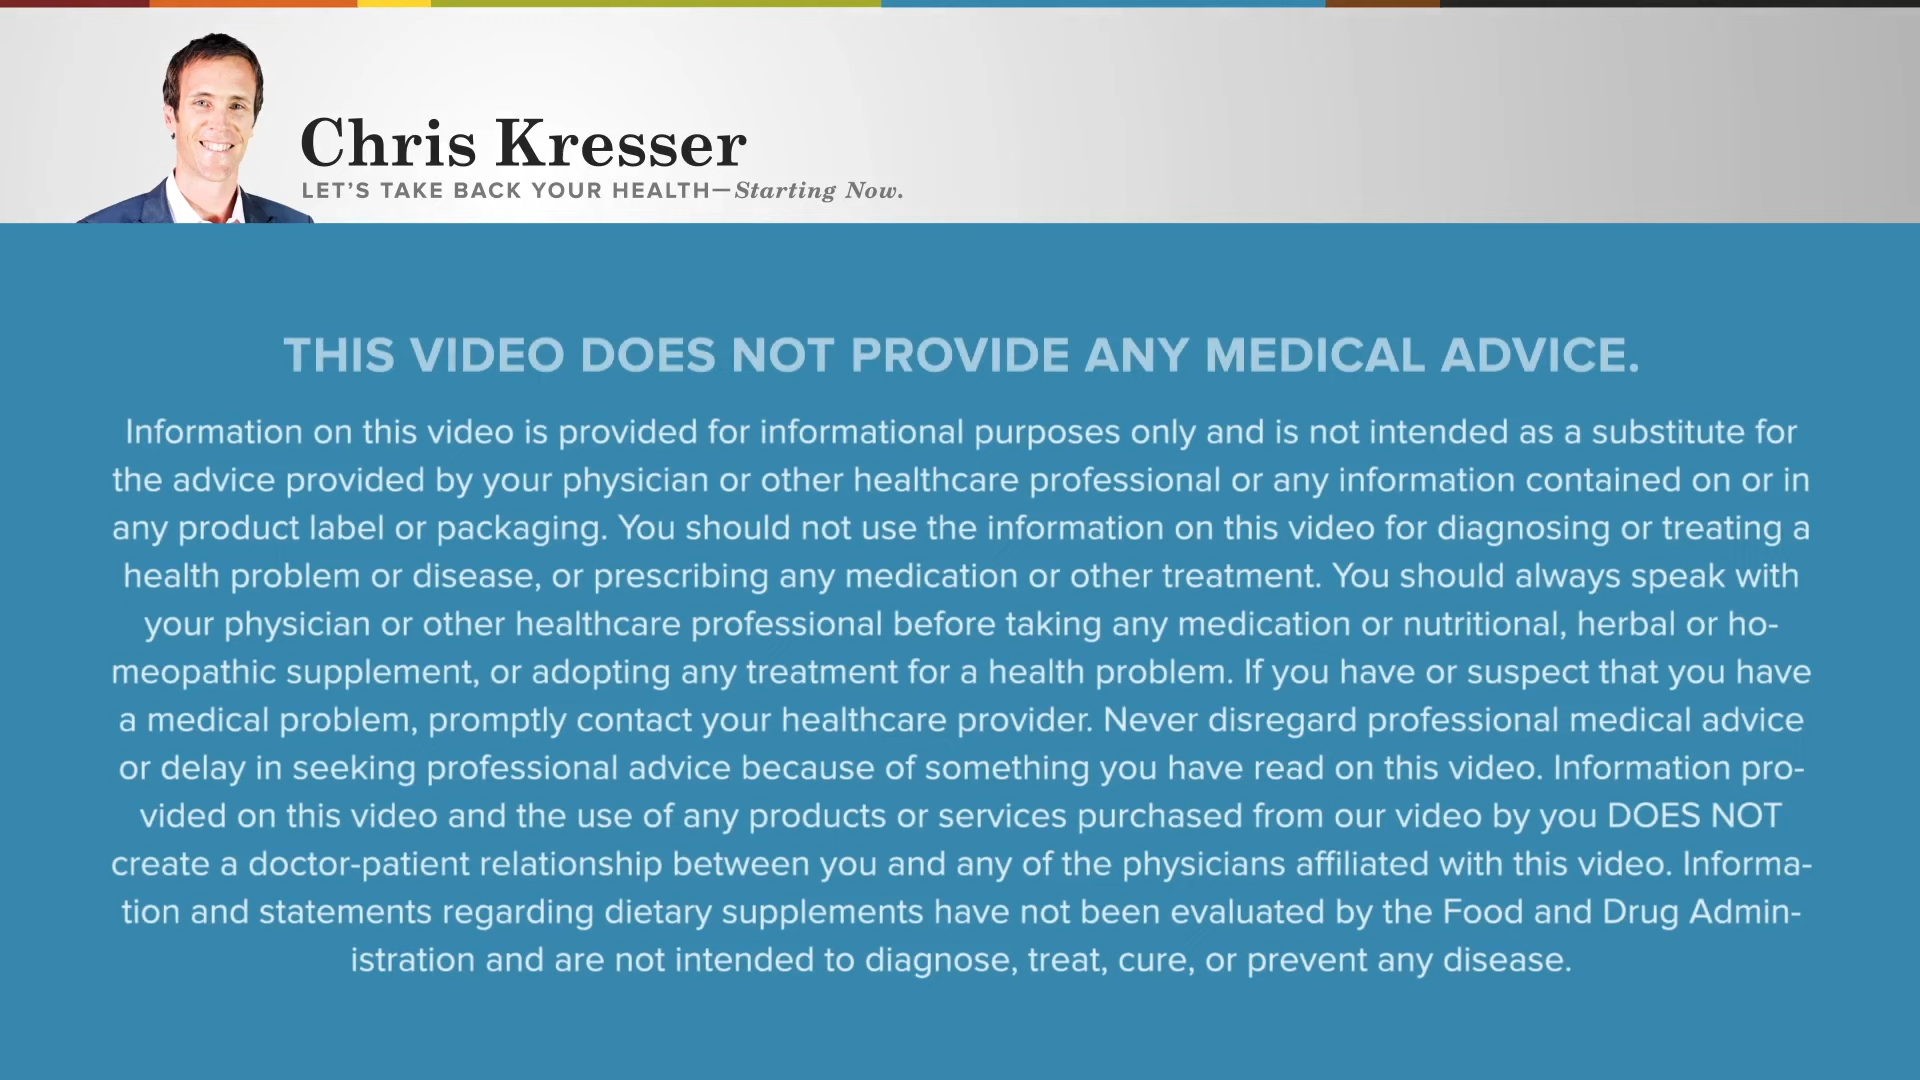 Chris Kresser
LET'S TAKE BACK YOUR HEALTH—Starting Now.
THIS VIDEO DOES NOT PROVIDE ANY MEDICAL ADVICE.
Information on this video is provided for informational purposes only and is not intended as a substitute for
the advice provided by your physician or other healthcare professional or any information contained on or in
any product label or packaging. You should not use the information on this video for diagnosing or treating a
health problem or disease, or prescribing any medication or other treatment. You should always speak with
your physician or other healthcare professional before taking any medication or nutritional, herbal or ho-
meopathic supplement, or adopting any treatment for a health problem. If you have or suspect that you have
a medical problem, promptly contact your healthcare provider. Never disregard professional medical advice
or delay in seeking professional advice because of something you have read on this video. Information pro-
vided on this video and the use of any products or services purchased from our video by you DOES NOT
create a doctor-patient relationship between you and any of the physicians affiliated with this video. Informa-
tion and statements regarding dietary supplements have not been evaluated by the Food and Drug Admin-
istration and are not intended to diagnose, treat, cure, or prevent any disease.